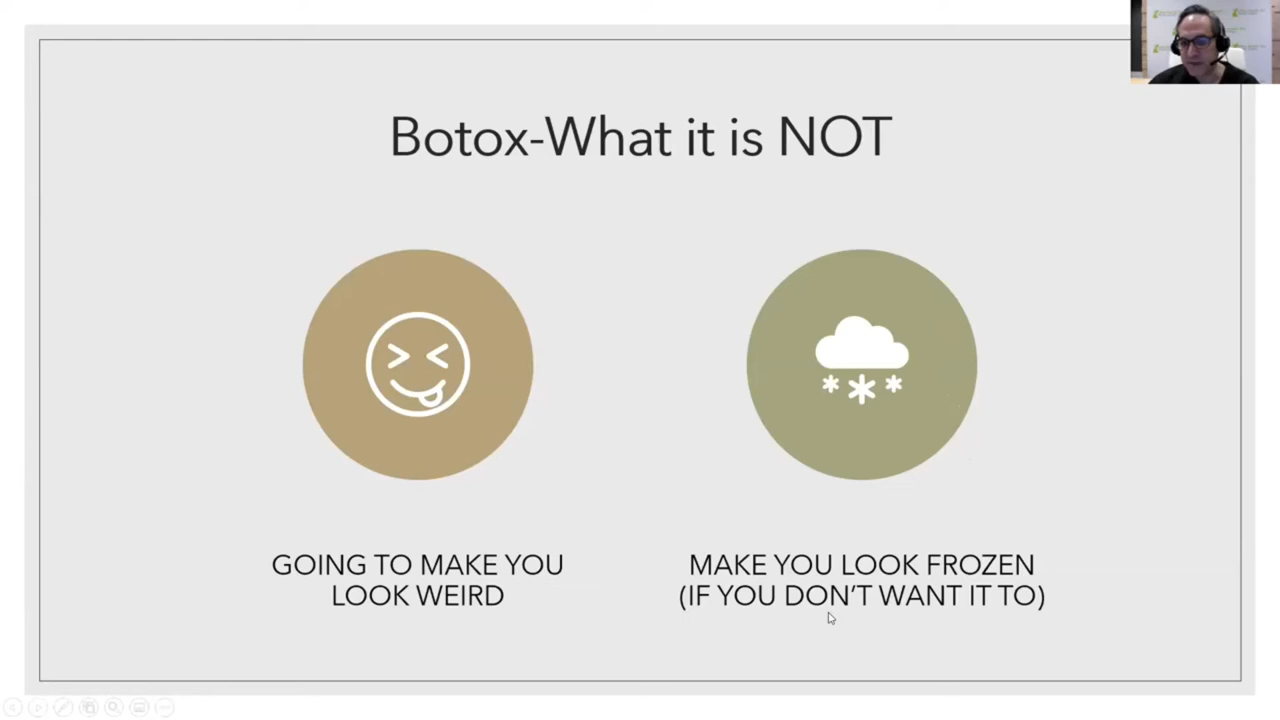 Botox-What it is NOT
GOING TO MAKE YOU
LOOK WEIRD
MAKE YOU LOOK FROZEN
(IF YOU DON'T WANT IT TO)